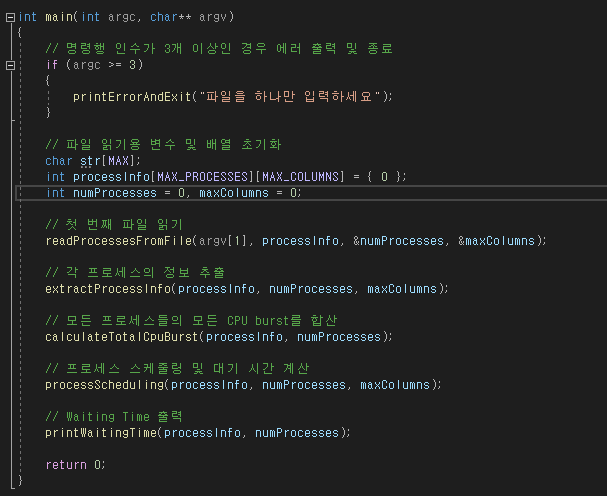 int main(int argc, char** argv)
{
// 명령행 인수가 3개 이상인 경우 에러 출력 및 종료
if (argc >= 3)
{
printErrorAndExit("파일을 하나만 입력하세요");
}
// 파일 읽기용 변수 및 배열 초기화
char str[MAX];
int processInfo[MAX_PROCESSES][MAX_COLUMNS] = { 0 };
int numProcesses = 0, maxColumns = 0;
// 첫 번째 파일 읽기
readProcessesFromFile(argv[1], processInfo, &numProcesses, &maxColumns);
// 각 프로세스의 정보 추출
extractProcessInfo(processInfo, numProcesses, maxColumns);
// 모든 프로세스들의 모든 CPU burst를 합산
calculateTotalCpuBurst(processInfo, numProcesses);
// 프로세스 스케줄링 및 대기 시간 계산
processScheduling(processInfo, numProcesses, maxColumns);
// Waiting Time 출력
printWaitingTime(processInfo, numProcesses);
return 0;
}